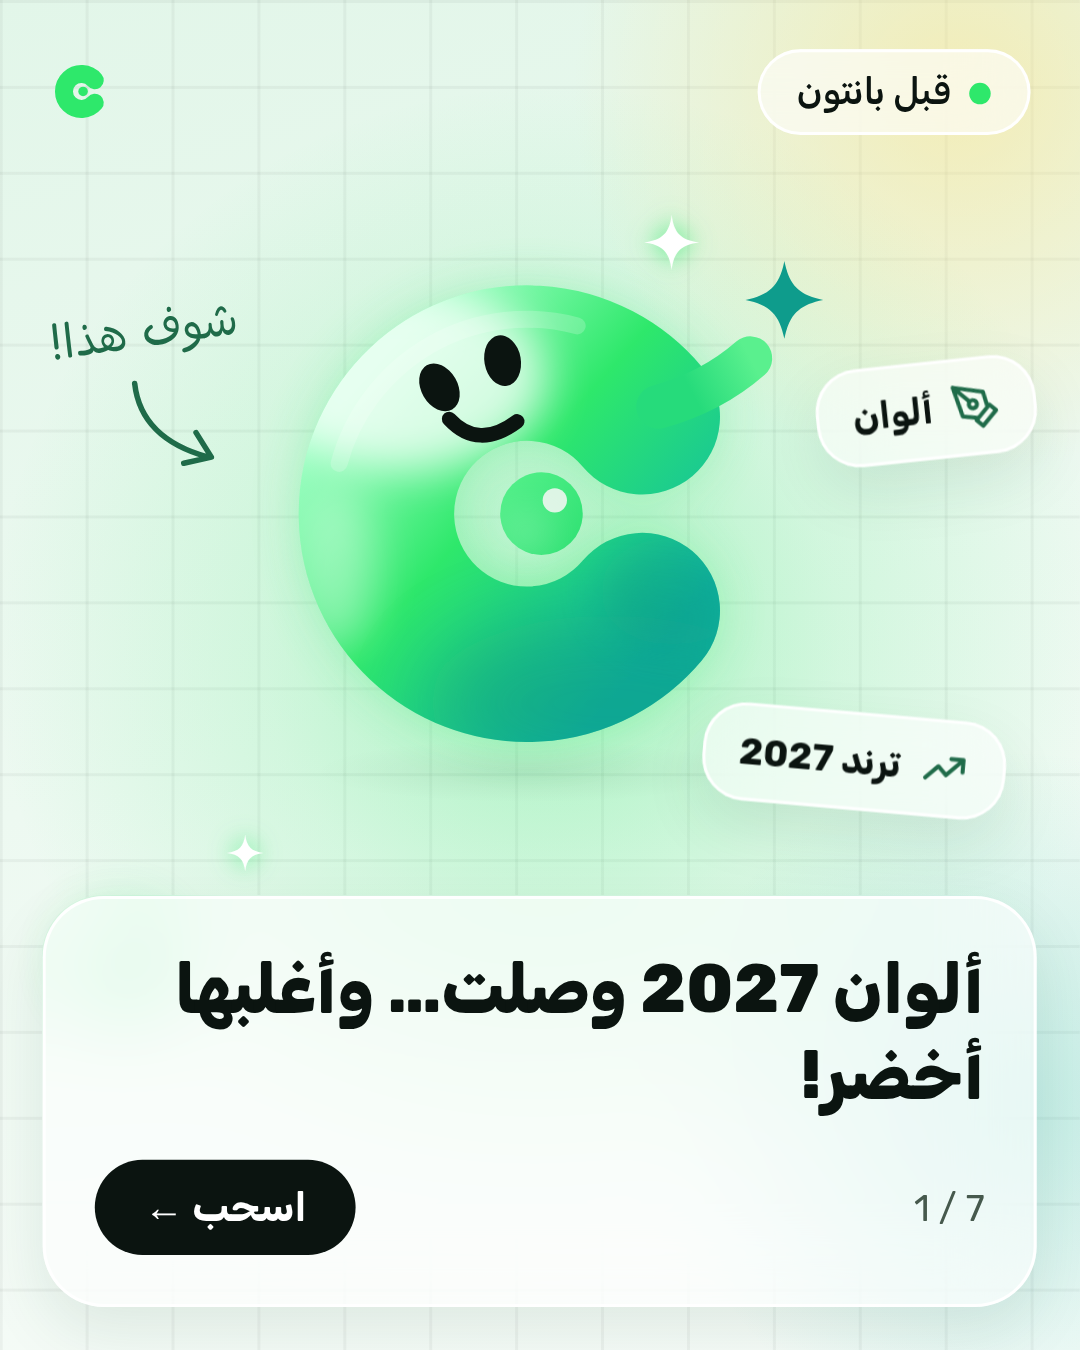 قبل بانتون
شوف هذا!
ألوان
ترند 2027
ألوان 2027 وصلت... وأغلبها
أخضر!
1 / 7
اسحب ←